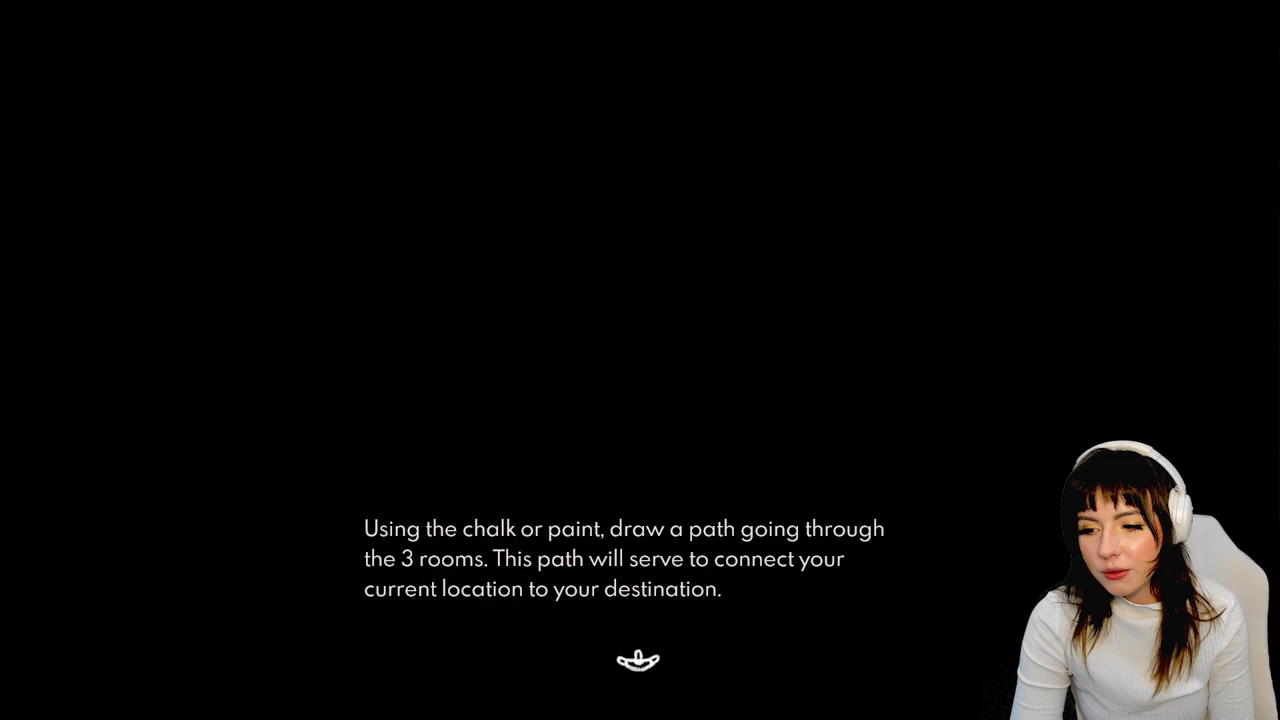 Using the chalk or paint, draw a path going through
the 3 rooms. This path will serve to connect your
current location to your destination.